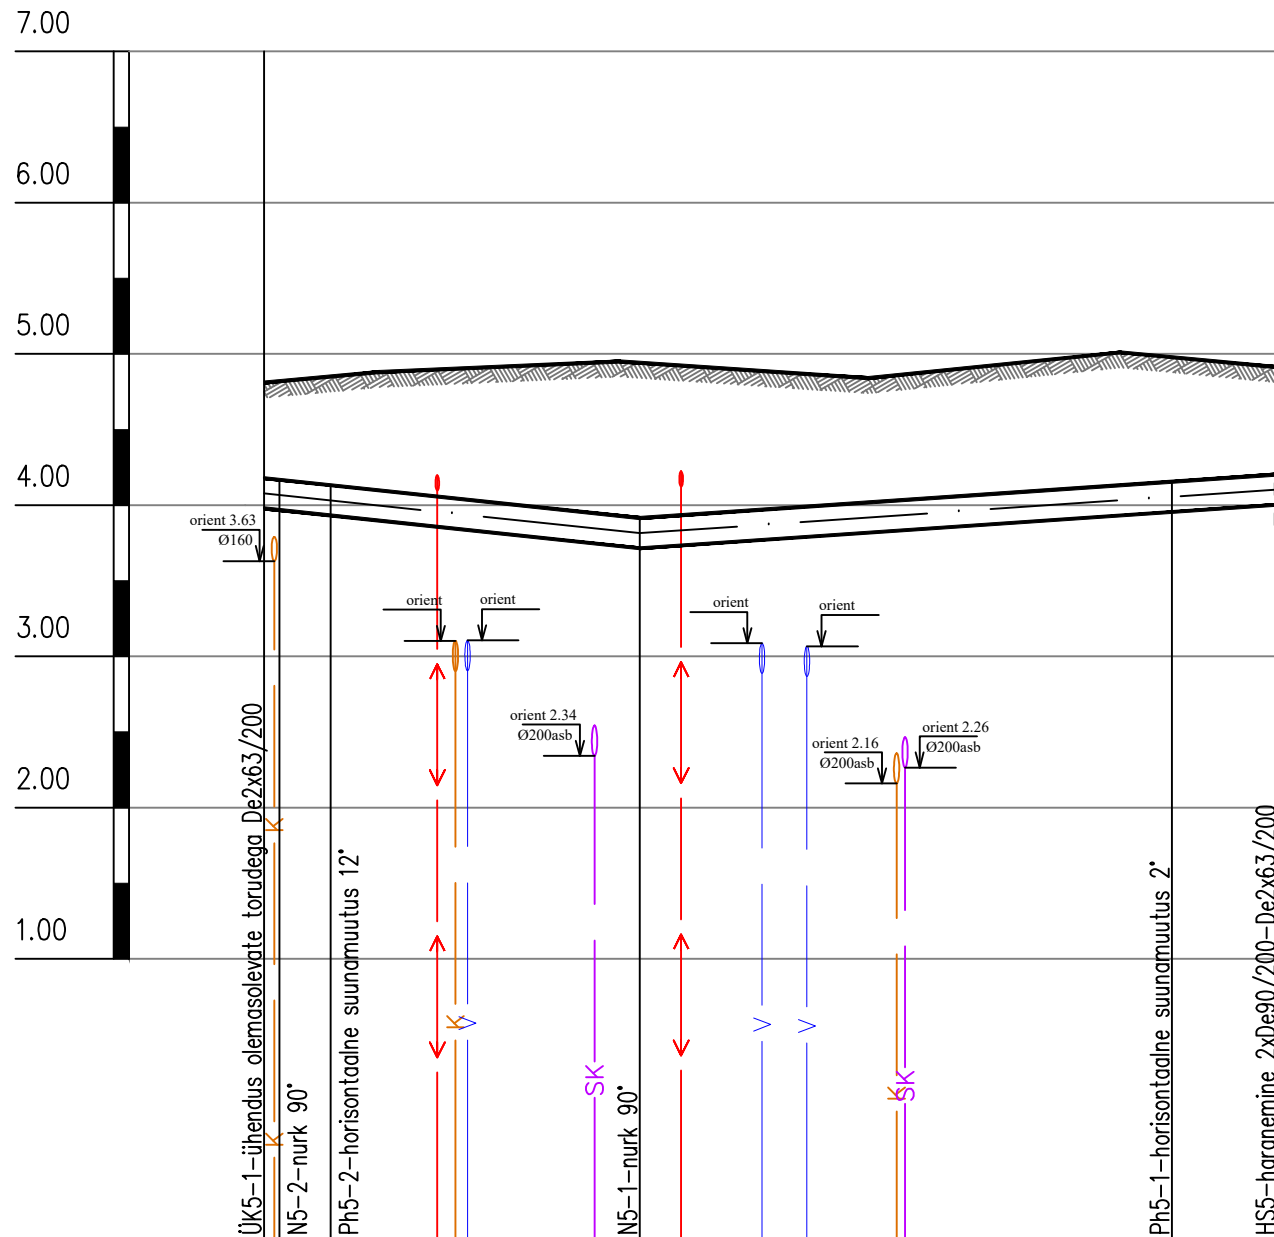 7.00
6.00
5.00
4.00
orient 3.63
Ø160
orient
orient
orient
orient
3.00
orient 2.34
Ø200asb
orient 2.16
Ø200asb
orient 2.26
Ø200asb
2.00
1.00
K
K
K
V
SK
V
V
K
SK
ÜK5-1-ühendus olemasolevate torudega De2x63/200
N5-2-nurk 90°
Ph5-2-horisontaalne suunamuutus 12°
N5-1-nurk 90°
Ph5-1-horisontaalne suunamuutus 2°
HS5-hargnemine 2xDe90/200-De2x63/200